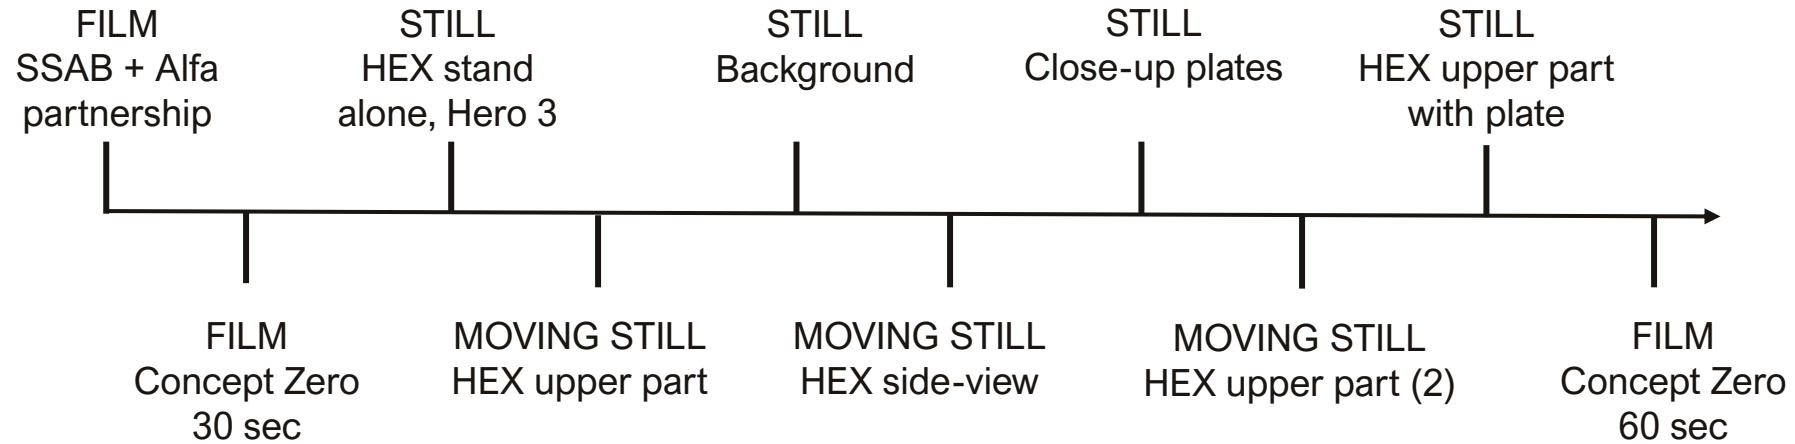 FILM
SSAB + Alfa
partnership
STILL
HEX stand
alone, Hero 3
STILL
Background
STILL
Close-up plates
STILL
HEX upper part
with plate
FILM
Concept Zero
30 sec
MOVING STILL
HEX upper part
MOVING STILL
HEX side-view
MOVING STILL
HEX upper part (2)
FILM
Concept Zero
60 sec